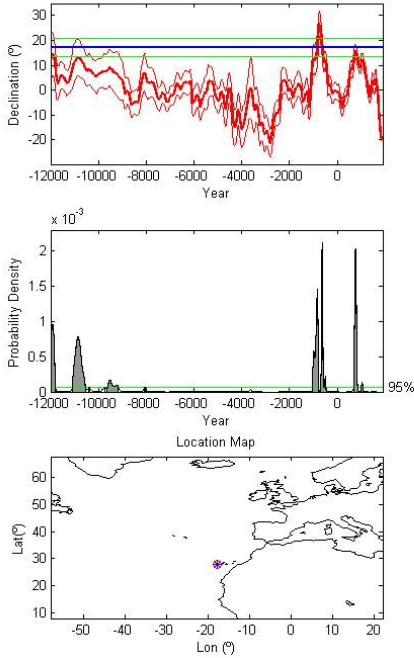 30
20
10
0
-10
-20
Declination (º)
-12000 -10000 -8000 -6000 -4000 -2000 0
Year
x 10⁻³
2
1.5
1
0.5
0
Probability Density
95%
-12000 -10000 -8000 -6000 -4000 -2000 0
Year
Location Map
60
50
40
30
20
10
Lat(º)
-50 -40 -30 -20 -10 0 10 20
Lon (º)